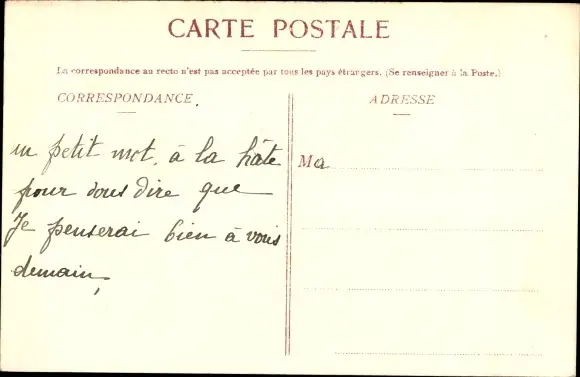 CARTE POSTALE
La correspondance au recto n'est pas acceptée par tous les pays étrangers. (Se renseigner à la Poste.)
CORRESPONDANCE
un petit mot, à la hâte
pour vous dire que
Je penserai bien à vous
demain,
ADRESSE
Ma